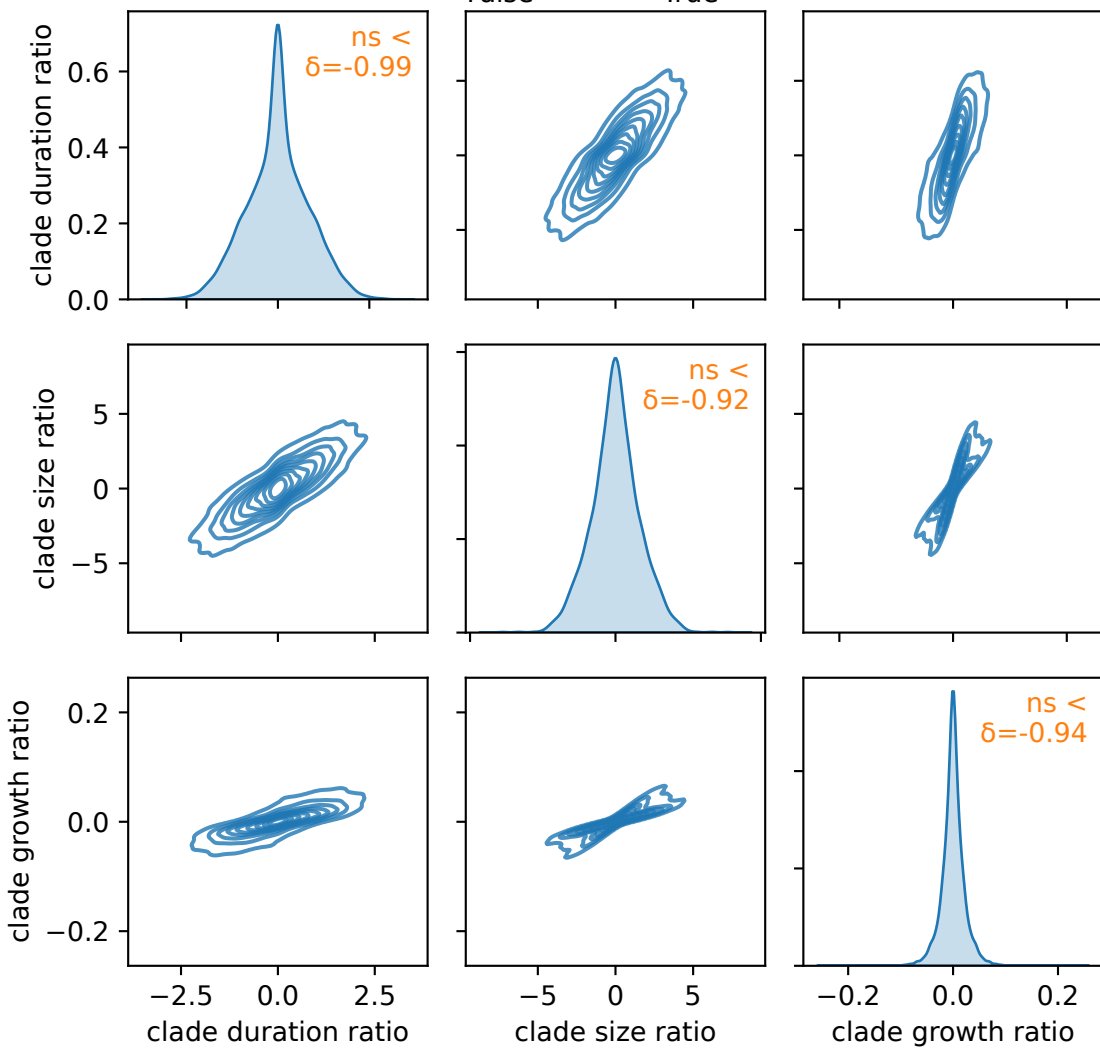 clade duration ratio
0.6
0.4
0.2
0.0
ns <
δ=-0.99
clade size ratio
5
0
−5
ns <
δ=-0.92
clade growth ratio
0.2
0.0
−0.2
ns <
δ=-0.94
−2.5 0.0 2.5
−5 0 5
−0.2 0.0 0.2
clade duration ratio
clade size ratio
clade growth ratio